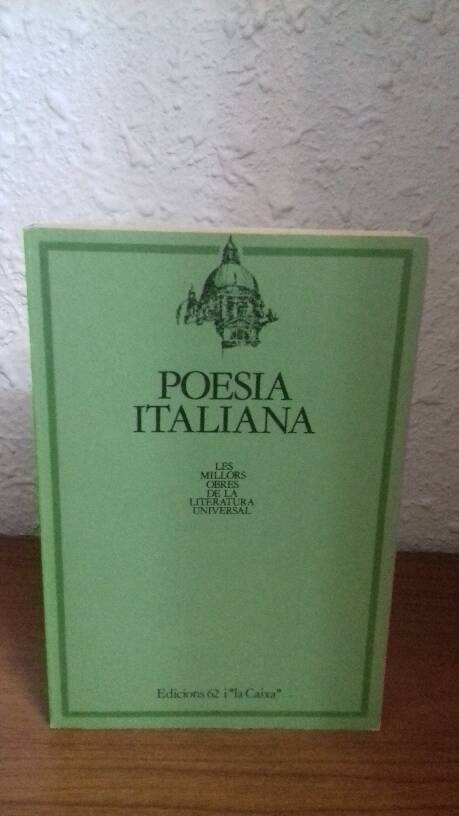 POESIA
ITALIANA
LES
MILLORS
OBRES
DE LA
LITERATURA
UNIVERSAL
Edicions 62 i "la Caixa"